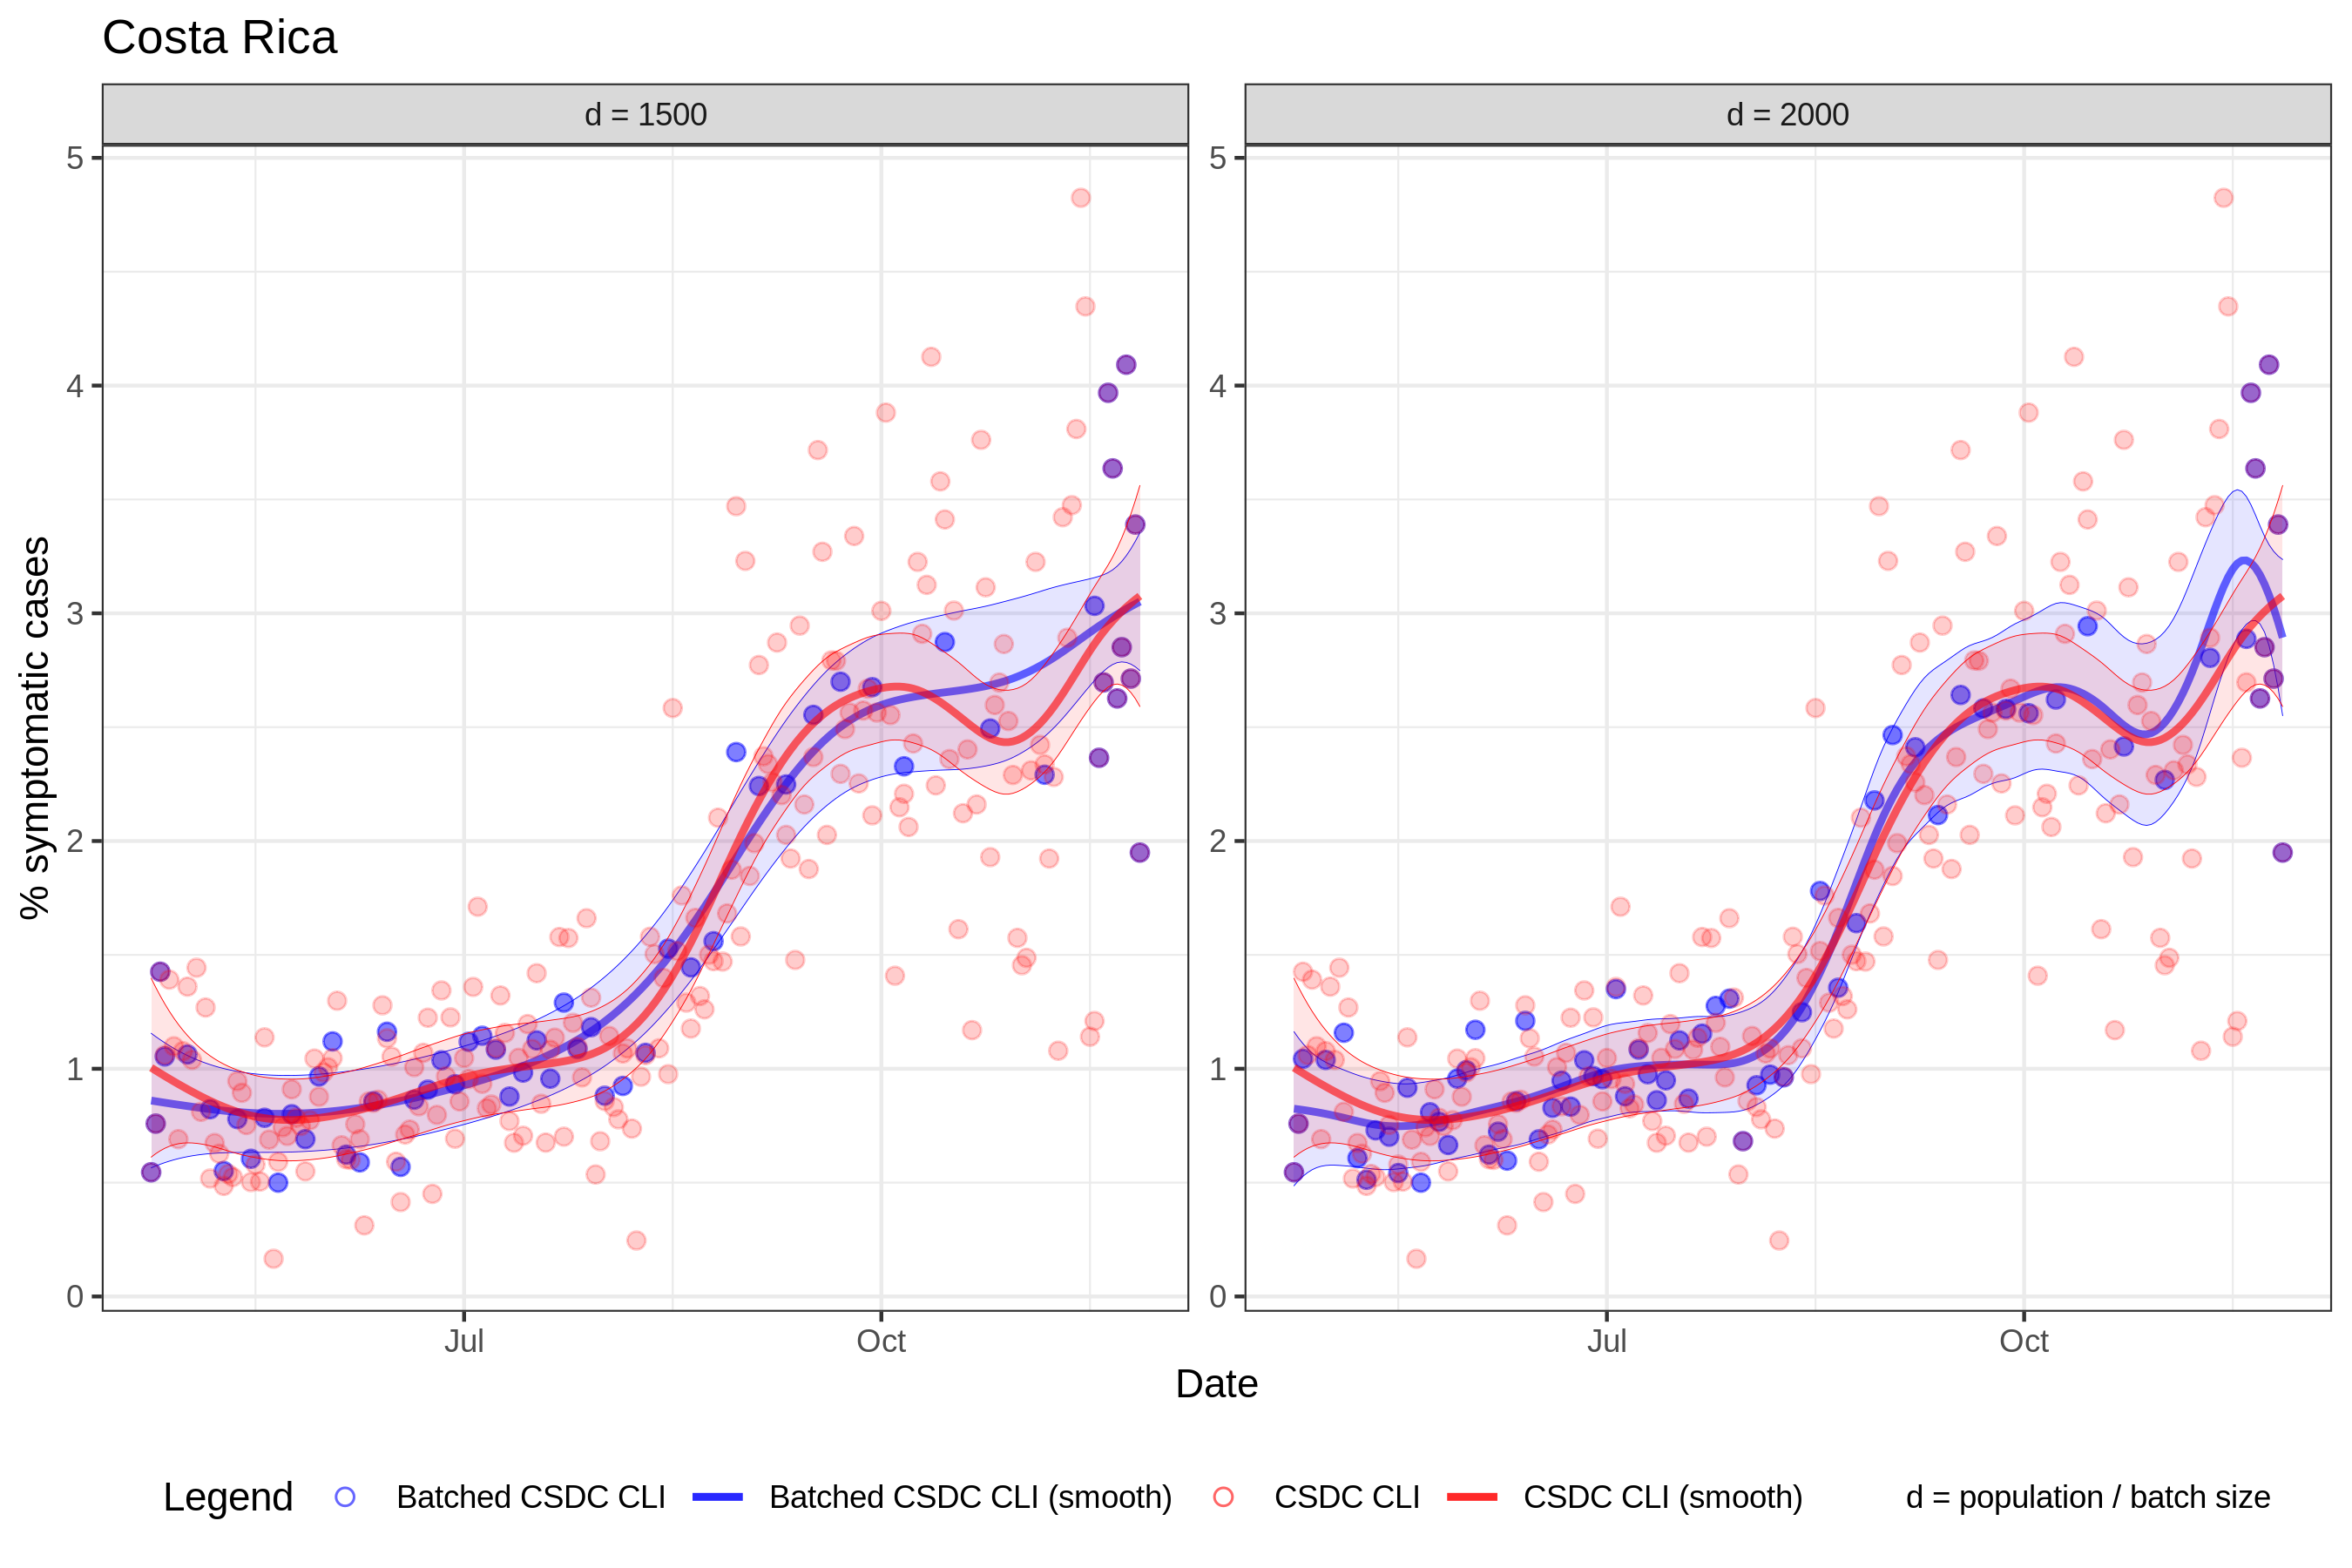 Costa Rica
d = 1500
d = 2000
% symptomatic cases
5
4
3
2
1
0
5
4
3
2
1
0
Jul
Oct
Jul
Oct
Date
Legend Batched CSDC CLI Batched CSDC CLI (smooth) CSDC CLI CSDC CLI (smooth) d = population / batch size